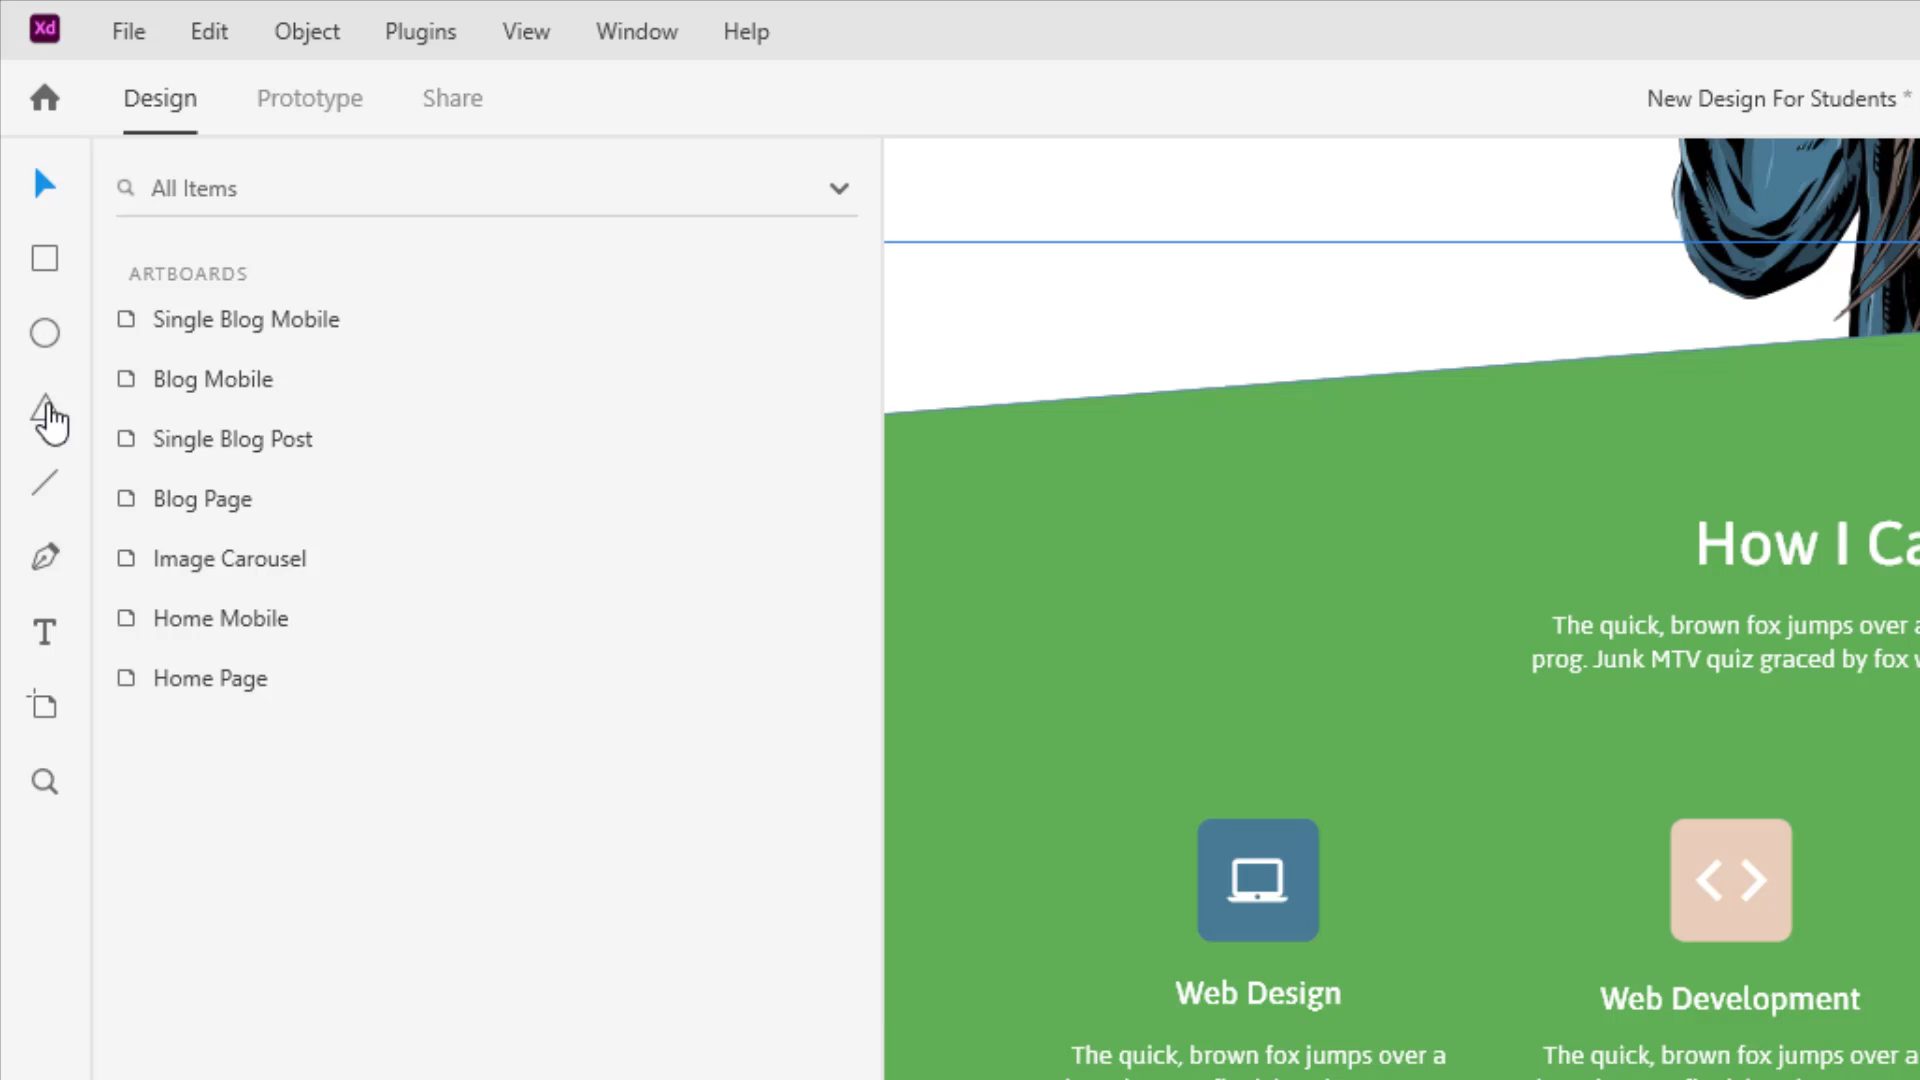 Xd File Edit Object Plugins View Window Help
Design Prototype Share New Design For Students *
All Items
ARTBOARDS
Single Blog Mobile
Blog Mobile
Single Blog Post
Blog Page
Image Carousel
Home Mobile
Home Page
T
How I Ca
The quick, brown fox jumps over a
prog. Junk MTV quiz graced by fox
Web Design
Web Development
The quick, brown fox jumps over a
The quick, brown fox jumps over a